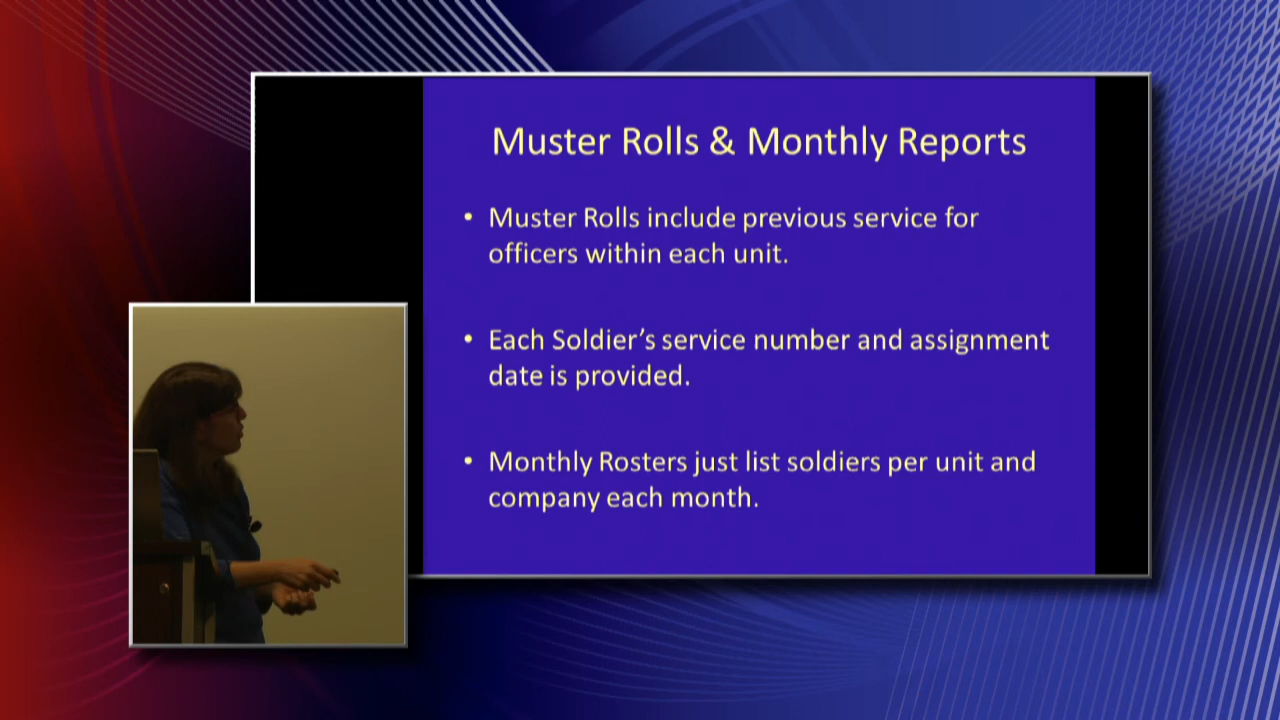 Muster Rolls & Monthly Reports
• Muster Rolls include previous service for
officers within each unit.
• Each Soldier's service number and assignment
date is provided.
• Monthly Rosters just list soldiers per unit and
company each month.